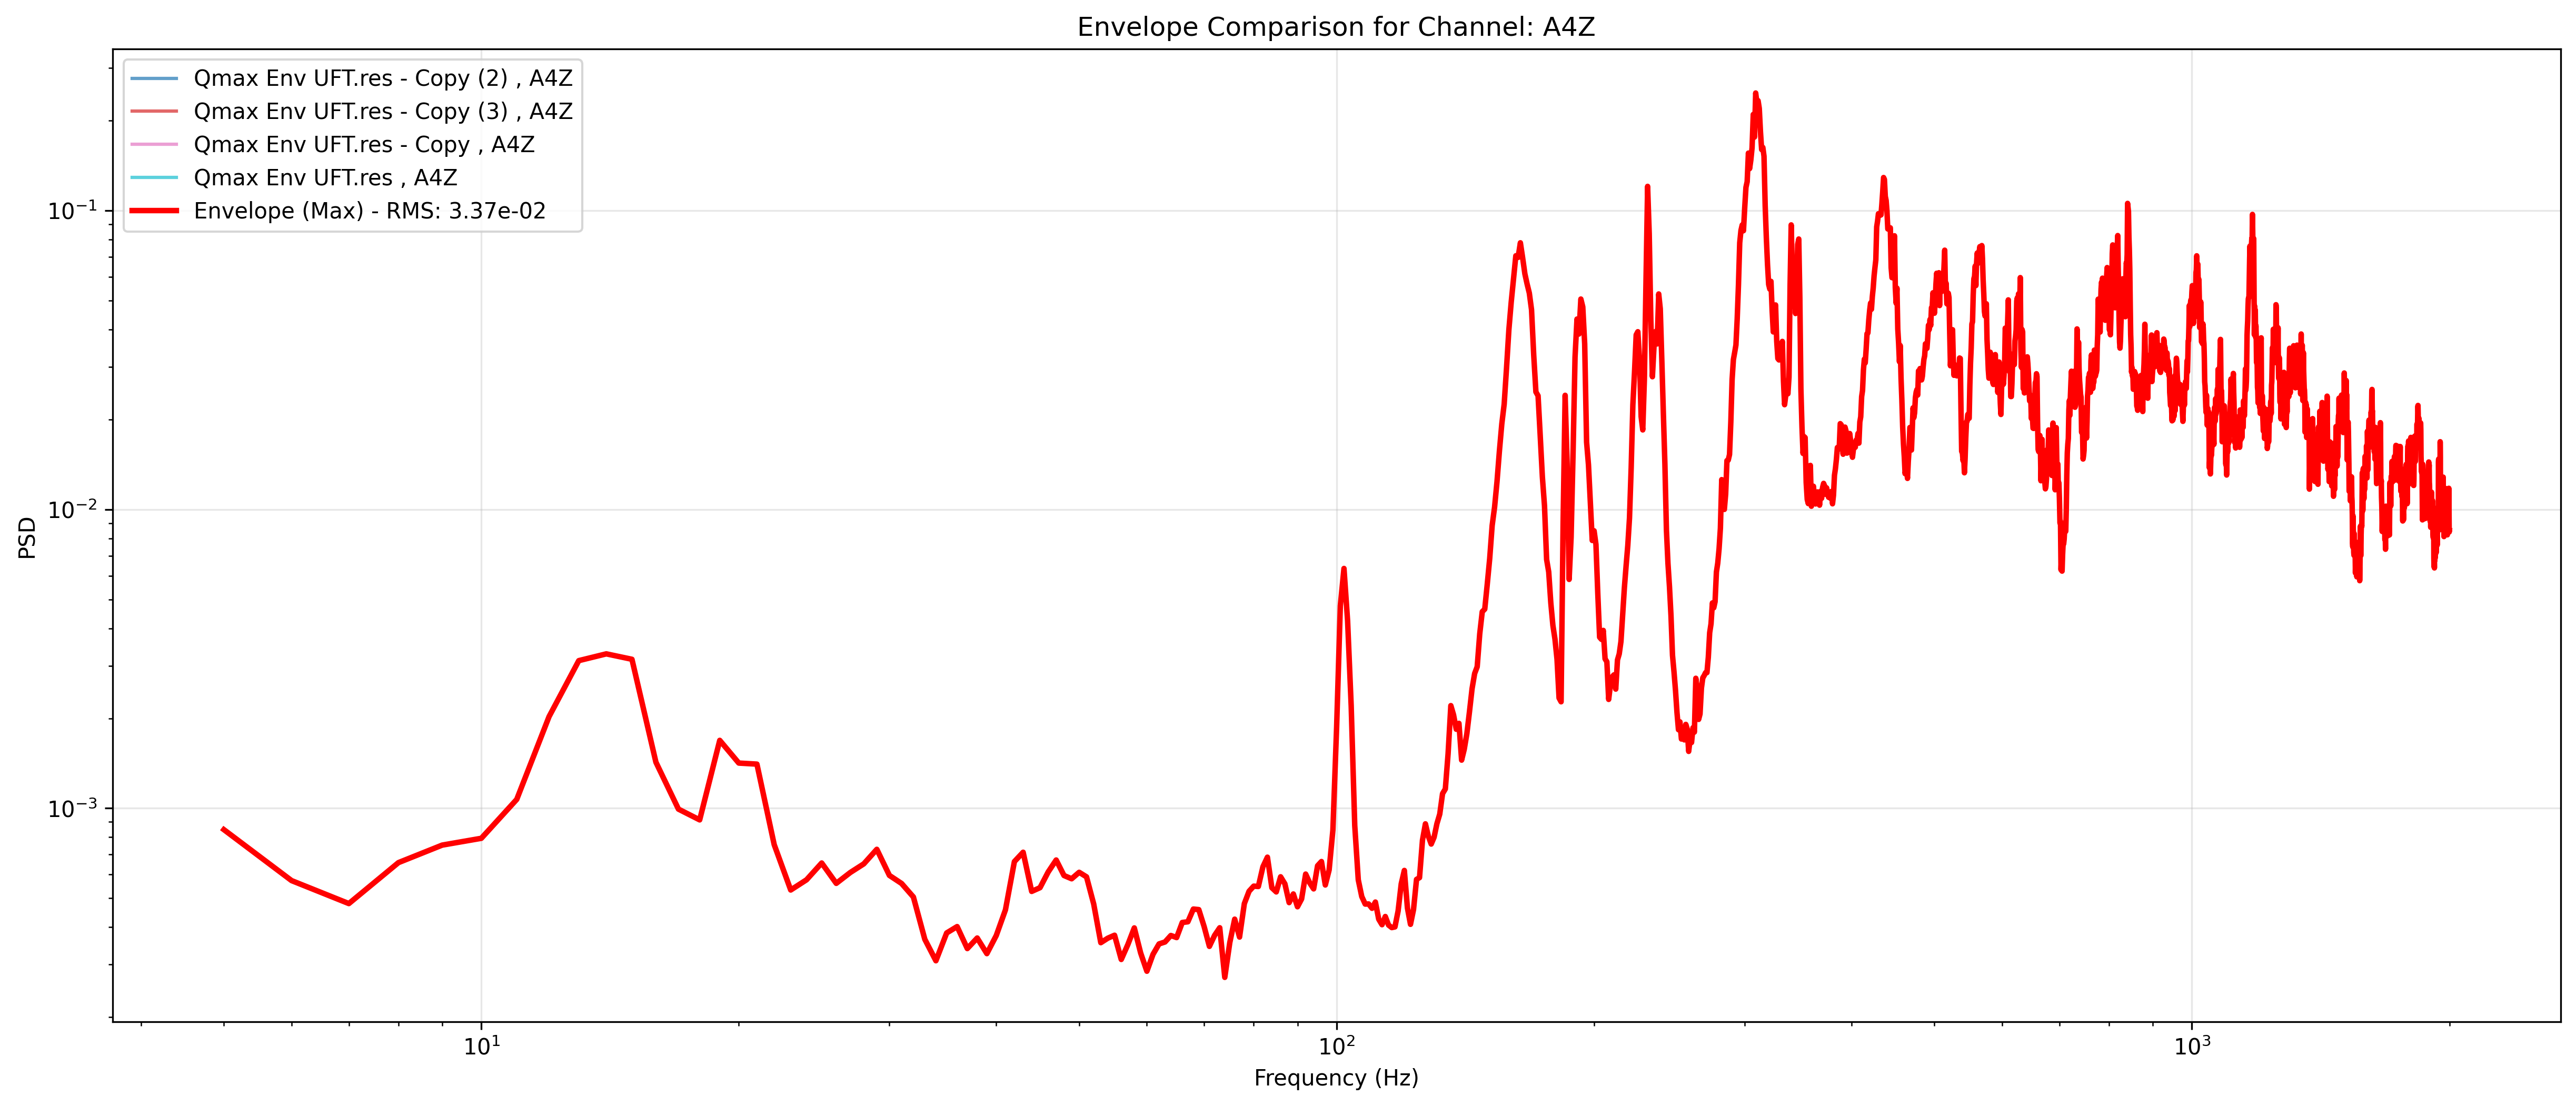 Envelope Comparison for Channel: A4Z
Qmax Env UFT.res - Copy (2) , A4Z
Qmax Env UFT.res - Copy (3) , A4Z
Qmax Env UFT.res - Copy , A4Z
Qmax Env UFT.res , A4Z
Envelope (Max) - RMS: 3.37e-02
PSD
10⁻¹
10⁻²
10⁻³
10¹
10²
10³
Frequency (Hz)